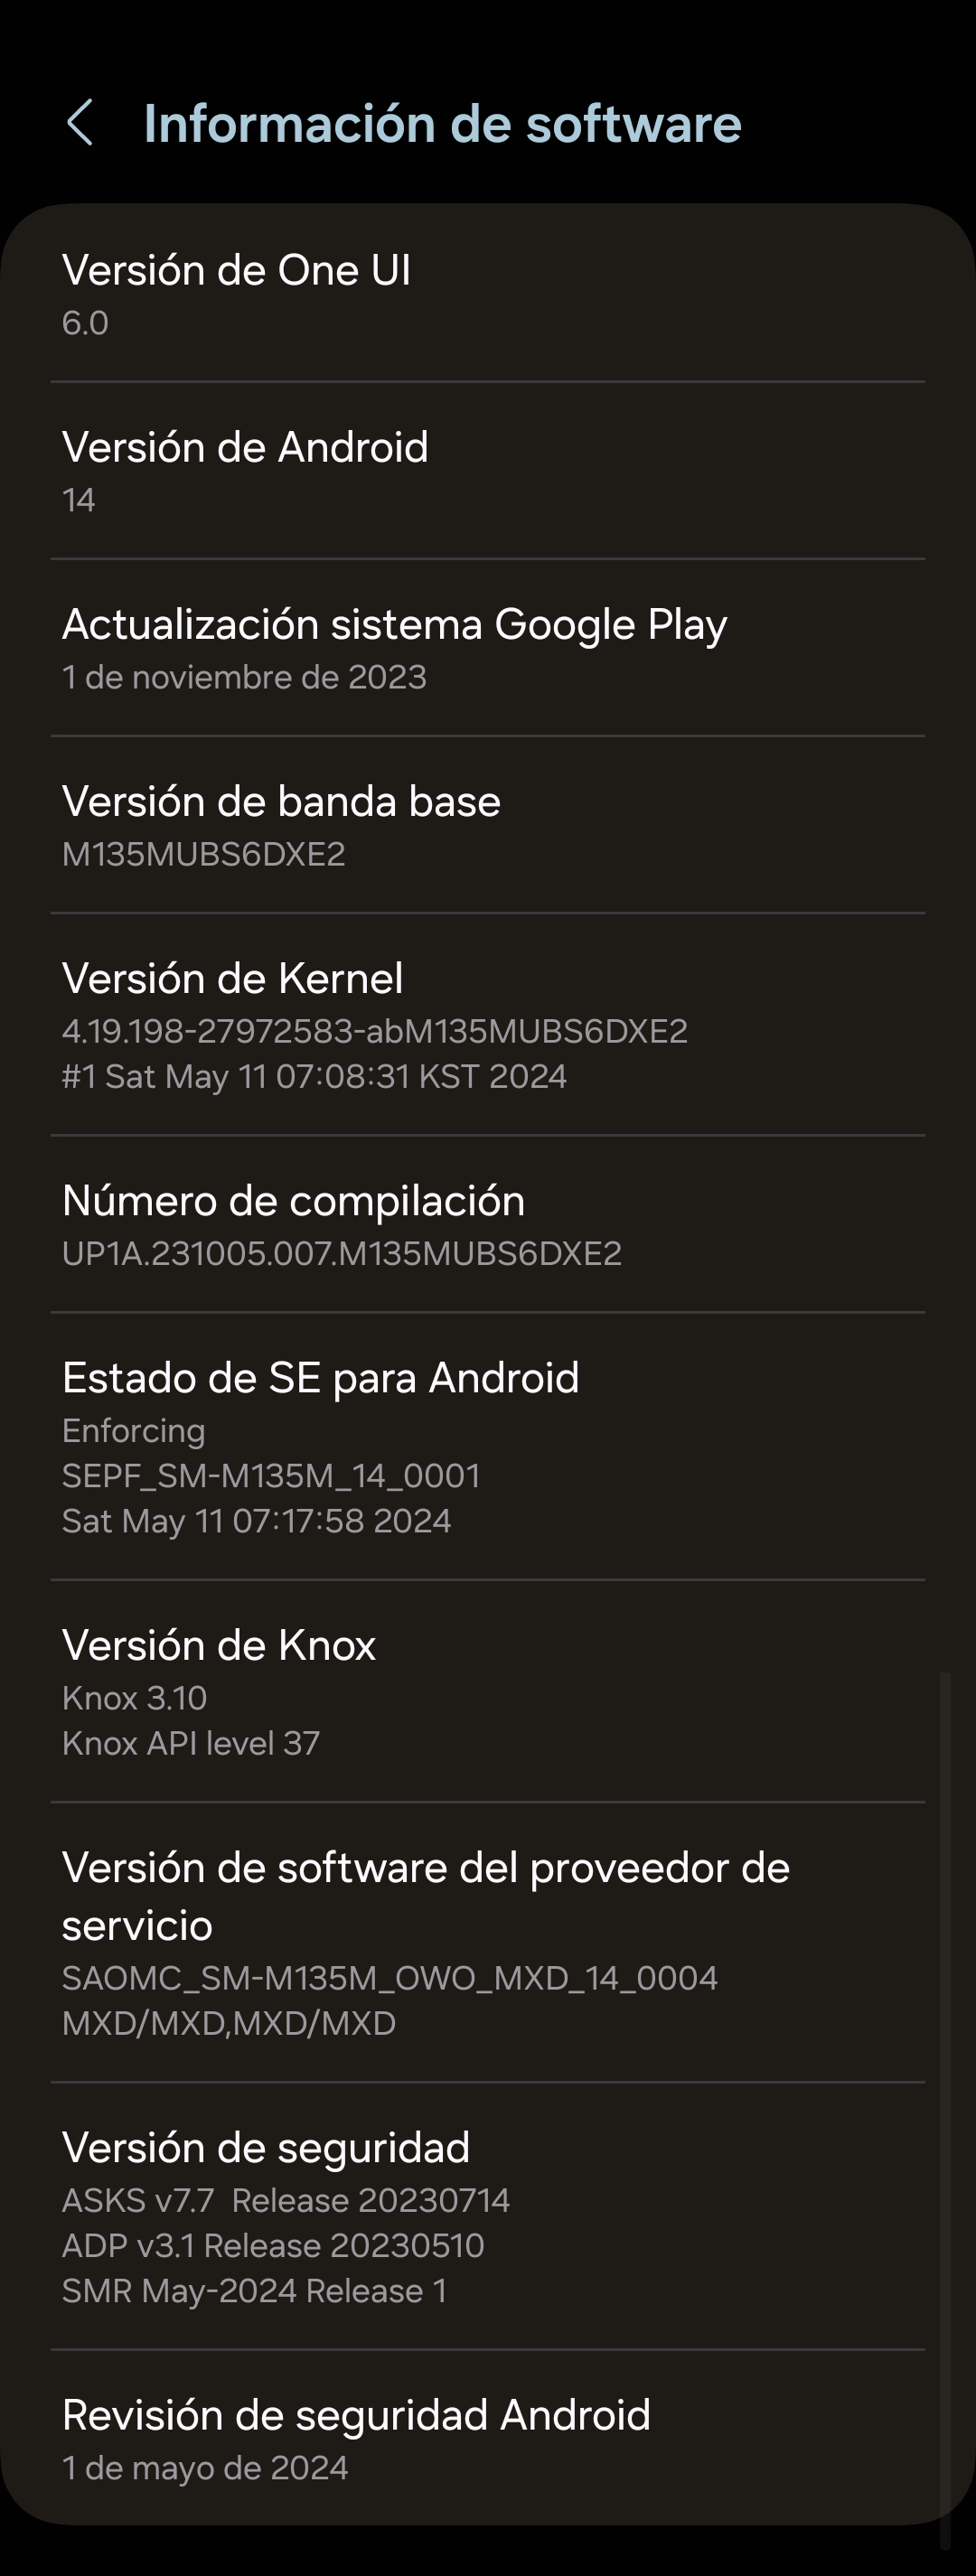 Información de software
Versión de One UI
6.0
Versión de Android
14
Actualización sistema Google Play
1 de noviembre de 2023
Versión de banda base
M135MUBS6DXE2
Versión de Kernel
4.19.198-27972583-abM135MUBS6DXE2
#1 Sat May 11 07:08:31 KST 2024
Número de compilación
UP1A.231005.007.M135MUBS6DXE2
Estado de SE para Android
Enforcing
SEPF_SM-M135M_14_0001
Sat May 11 07:17:58 2024
Versión de Knox
Knox 3.10
Knox API level 37
Versión de software del proveedor de
servicio
SAOMC_SM-M135M_OWO_MXD_14_0004
MXD/MXD,MXD/MXD
Versión de seguridad
ASKS v7.7  Release 20230714
ADP v3.1 Release 20230510
SMR May-2024 Release 1
Revisión de seguridad Android
1 de mayo de 2024